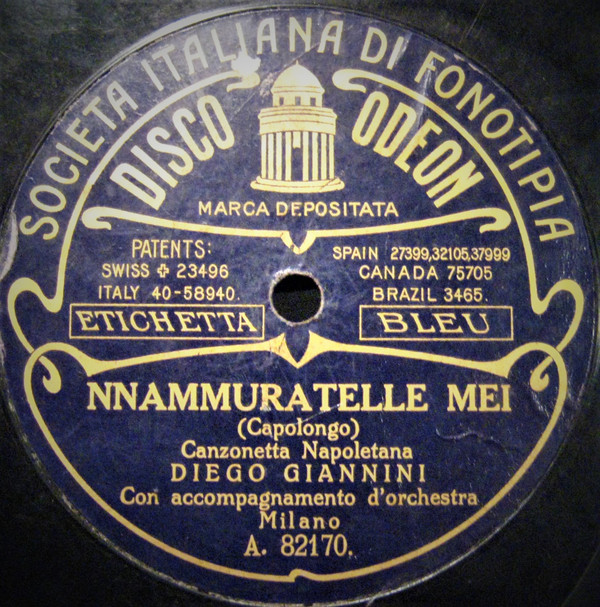 SOCIETA ITALIANA DI FONOTIPIA
DISCO ODEON
MARCA DEPOSITATA
PATENTS:
SWISS ✠ 23496
ITALY 40-58940.
SPAIN 27399,32105,37999
CANADA 75705
BRAZIL 3465.
ETICHETTA BLEU
NNAMMURATELLE MEI
(Capolongo)
Canzonetta Napoletana
DIEGO GIANNINI
Con accompagnamento d'orchestra
Milano
A. 82170.